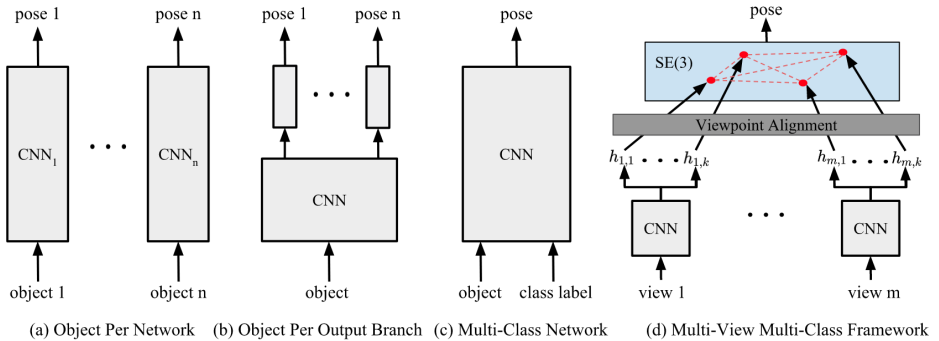 pose 1 pose n pose 1 pose n pose pose
SE(3)
Viewpoint Alignment
CNN₁ . . . CNNₙ . . . CNN CNN h₁,₁ . . . h₁,ₖ hₘ,₁ . . . hₘ,ₖ
CNN CNN . . . CNN
object 1 object n object object class label view 1 view m
(a) Object Per Network (b) Object Per Output Branch (c) Multi-Class Network (d) Multi-View Multi-Class Framework